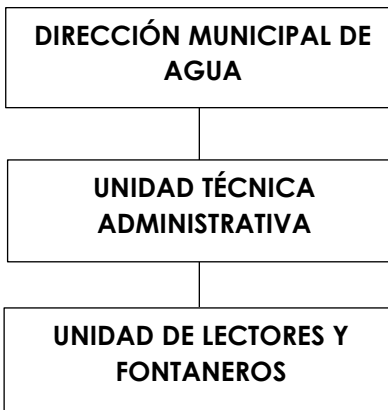 DIRECCIÓN MUNICIPAL DE
AGUA
UNIDAD TÉCNICA
ADMINISTRATIVA
UNIDAD DE LECTORES Y
FONTANEROS